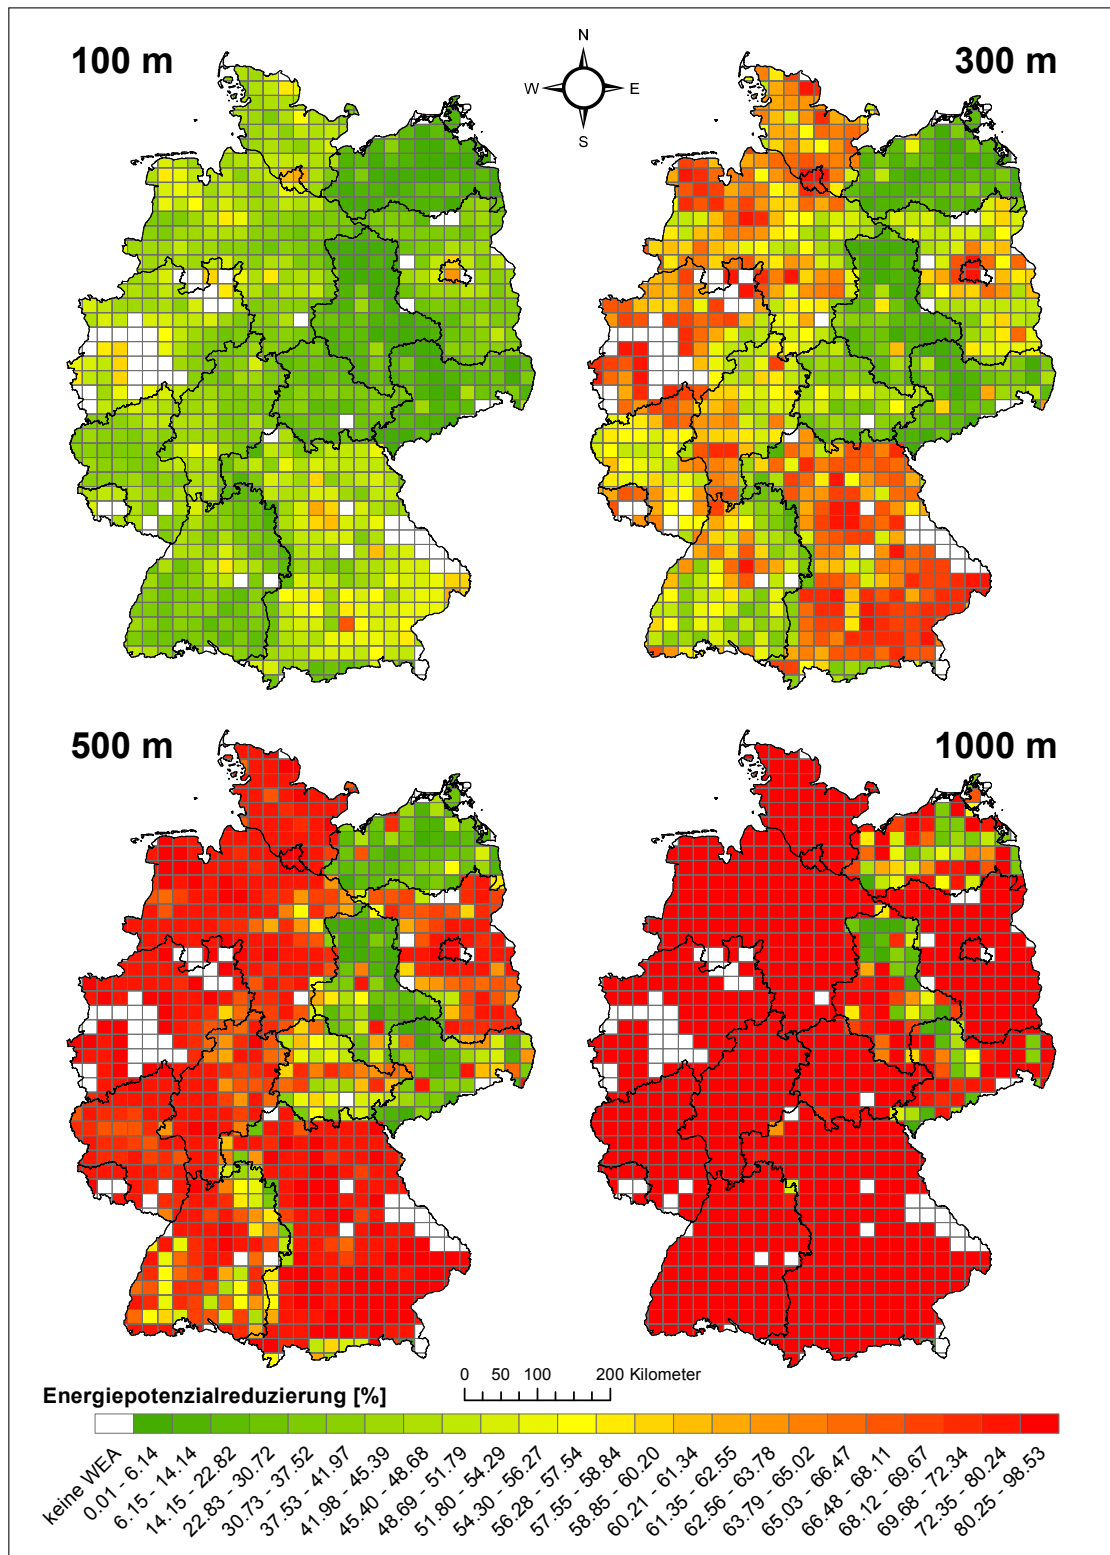 100 m
N
W E
S
300 m
500 m
1000 m
0 50 100 200 Kilometer
Energiepotenzialreduzierung [%]
keine WEA
0.01 - 6.14
6.15 - 14.14
14.15 - 22.82
22.83 - 30.72
30.73 - 37.52
37.53 - 41.97
41.98 - 45.39
45.40 - 48.68
48.69 - 51.79
51.80 - 54.29
54.30 - 56.27
56.28 - 57.54
57.55 - 58.84
58.85 - 60.20
60.21 - 61.34
61.35 - 62.55
62.56 - 63.78
63.79 - 65.02
65.03 - 66.47
66.48 - 68.11
68.12 - 69.67
69.68 - 72.34
72.35 - 80.24
80.25 - 98.53